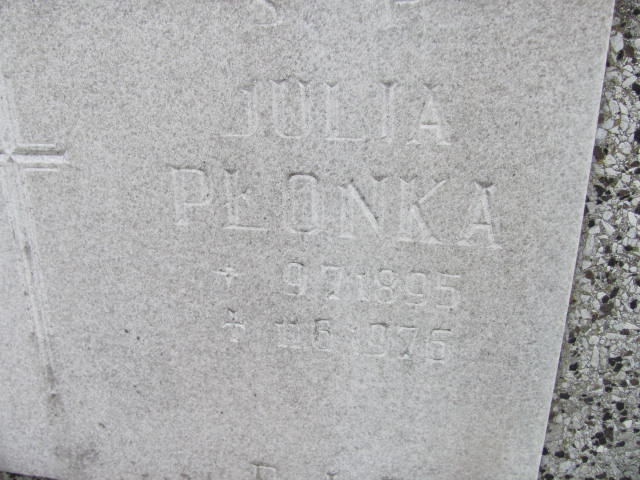 S P
JULIA
PŁONKA
+ 9.7.1895
† 11.6.1976